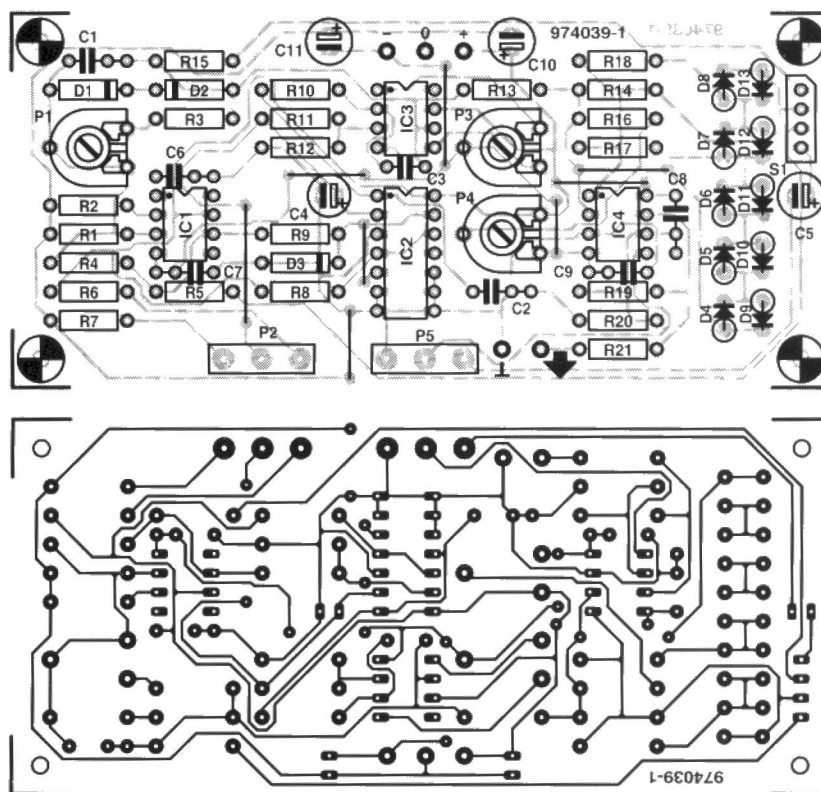 C1
R15
C11
−
0
+
C10
974039-1
974039-1
R18
D1
D2
R10
IC3
R13
R14
D8
D13
P1
R3
R11
P3
R16
D7
D12
C6
R12
C3
R17
S1
R2
IC1
C4
IC2
P4
IC4
C8
D6
D11
C5
R1
R9
R4
R5
C7
D3
C9
D5
D10
R6
R8
C2
R19
R7
R20
D4
D9
P2
P5
⊥
R21
974039-1